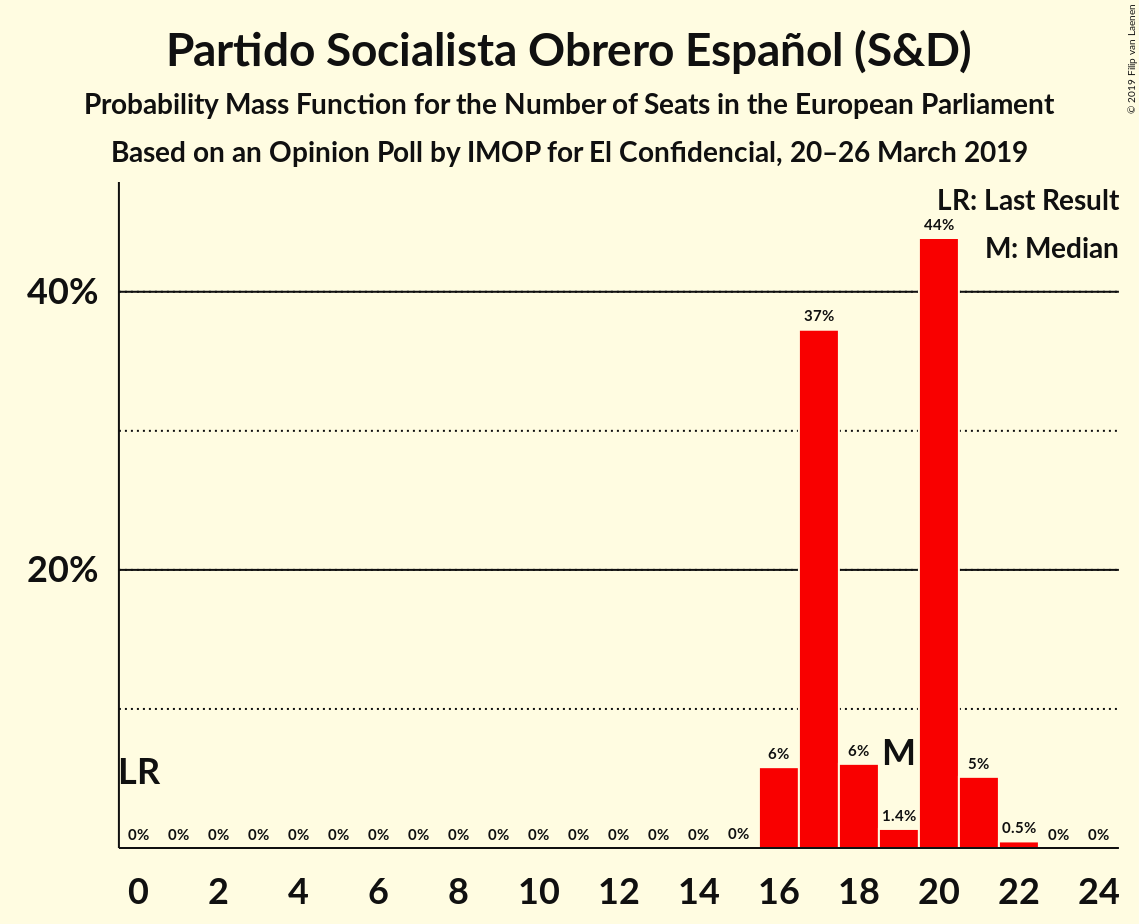 Partido Socialista Obrero Español (S&D)
Probability Mass Function for the Number of Seats in the European Parliament
Based on an Opinion Poll by IMOP for El Confidencial, 20–26 March 2019
© 2019 Filip van Laenen
LR: Last Result
M: Median
40%
20%
44%
37%
6%
6%
M
1.4%
5%
0.5%
LR
0% 0% 0% 0% 0% 0% 0% 0% 0% 0% 0% 0% 0% 0% 0% 0% 0% 0%
0 2 4 6 8 10 12 14 16 18 20 22 24